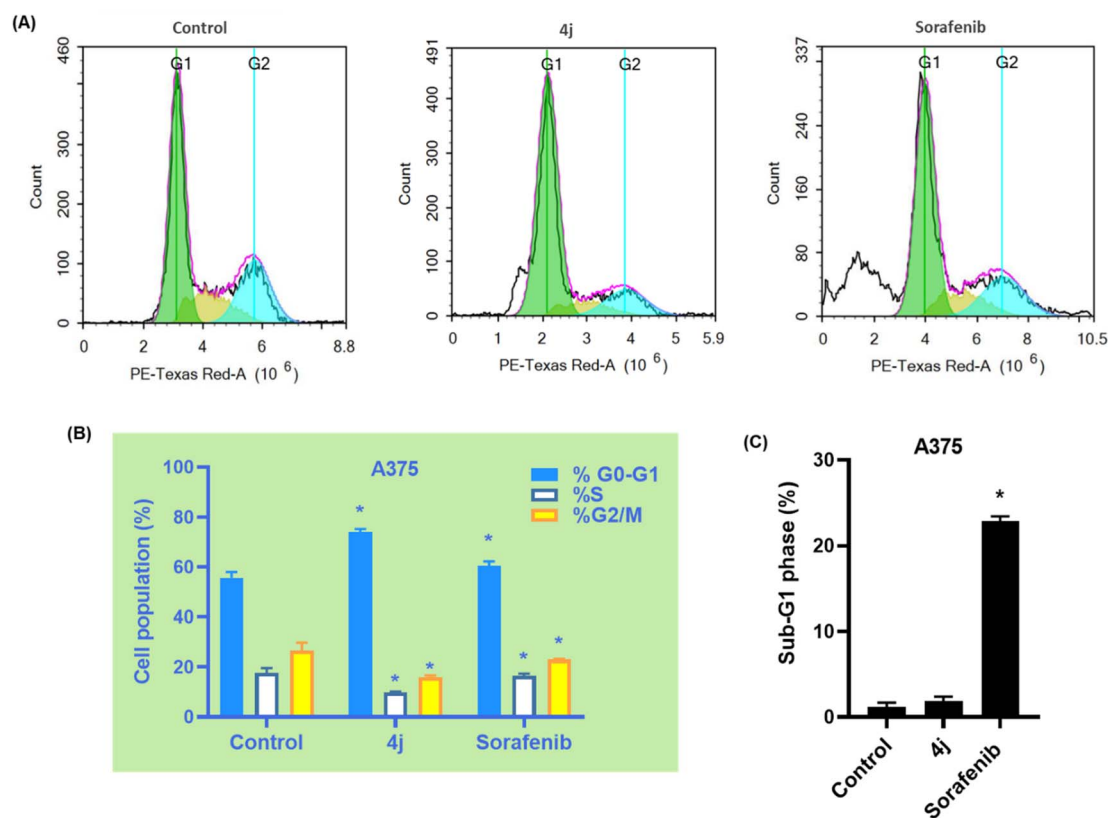 (A)
Control
460
300
200
100
0
Count
G1
G2
0 2 4 6 8.8
PE-Texas Red-A (10 6)
4j
491
400
300
200
100
0
Count
G1
G2
0 1 2 3 4 5 5.9
PE-Texas Red-A (10 6)
Sorafenib
337
240
160
80
0
Count
G1
G2
0 2 4 6 8 10.5
PE-Texas Red-A (10 6)
(B)
A375
% G0-G1
%S
%G2/M
Cell population (%)
100
80
60
40
20
0
* * * * * *
Control 4j Sorafenib
(C)
A375
Sub-G1 phase (%)
30
20
10
0
*
Control 4j Sorafenib